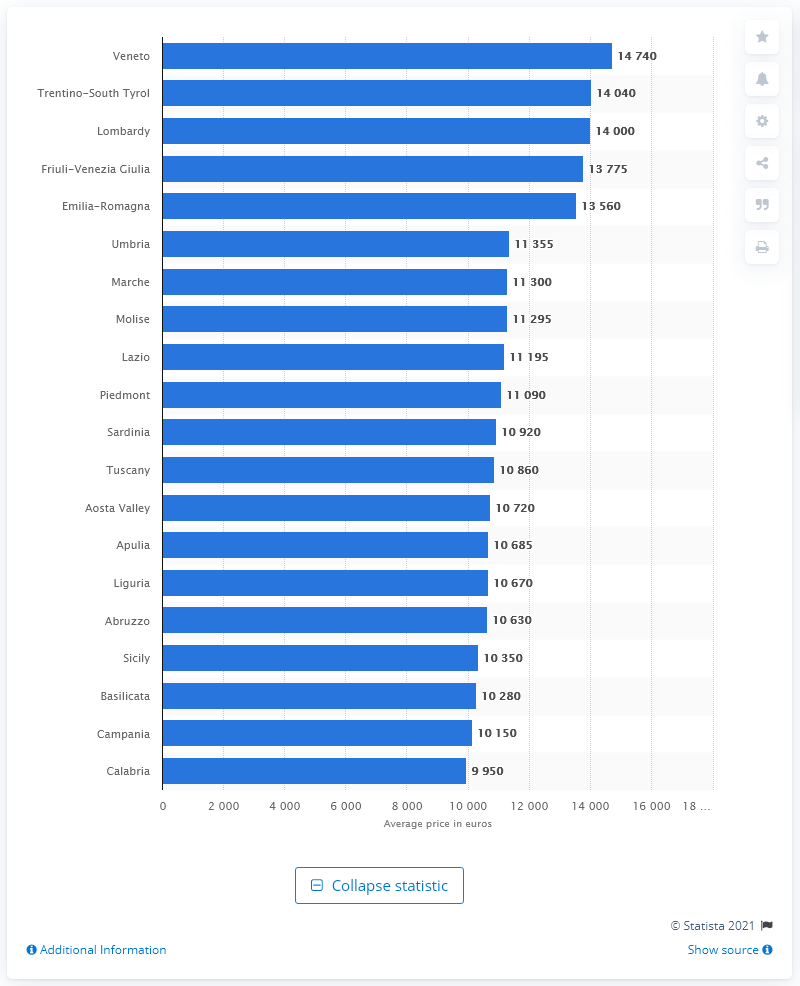 Veneto 14 740
Trentino-South Tyrol 14 040
Lombardy 14 000
Friuli-Venezia Giulia 13 775
Emilia-Romagna 13 560
Umbria 11 355
Marche 11 300
Molise 11 295
Lazio 11 195
Piedmont 11 090
Sardinia 10 920
Tuscany 10 860
Aosta Valley 10 720
Apulia 10 685
Liguria 10 670
Abruzzo 10 630
Sicily 10 350
Basilicata 10 280
Campania 10 150
Calabria 9 950
0 2 000 4 000 6 000 8 000 10 000 12 000 14 000 16 000 18 ...
Average price in euros
Collapse statistic
© Statista 2021
Additional Information Show source